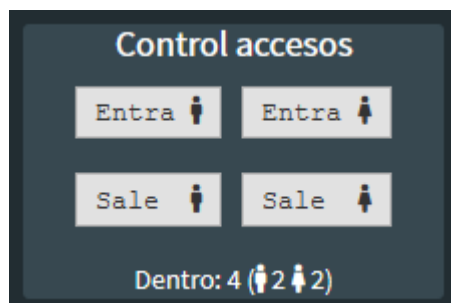 Control accesos
Entra Entra
Sale Sale
Dentro: 4 (2 2)